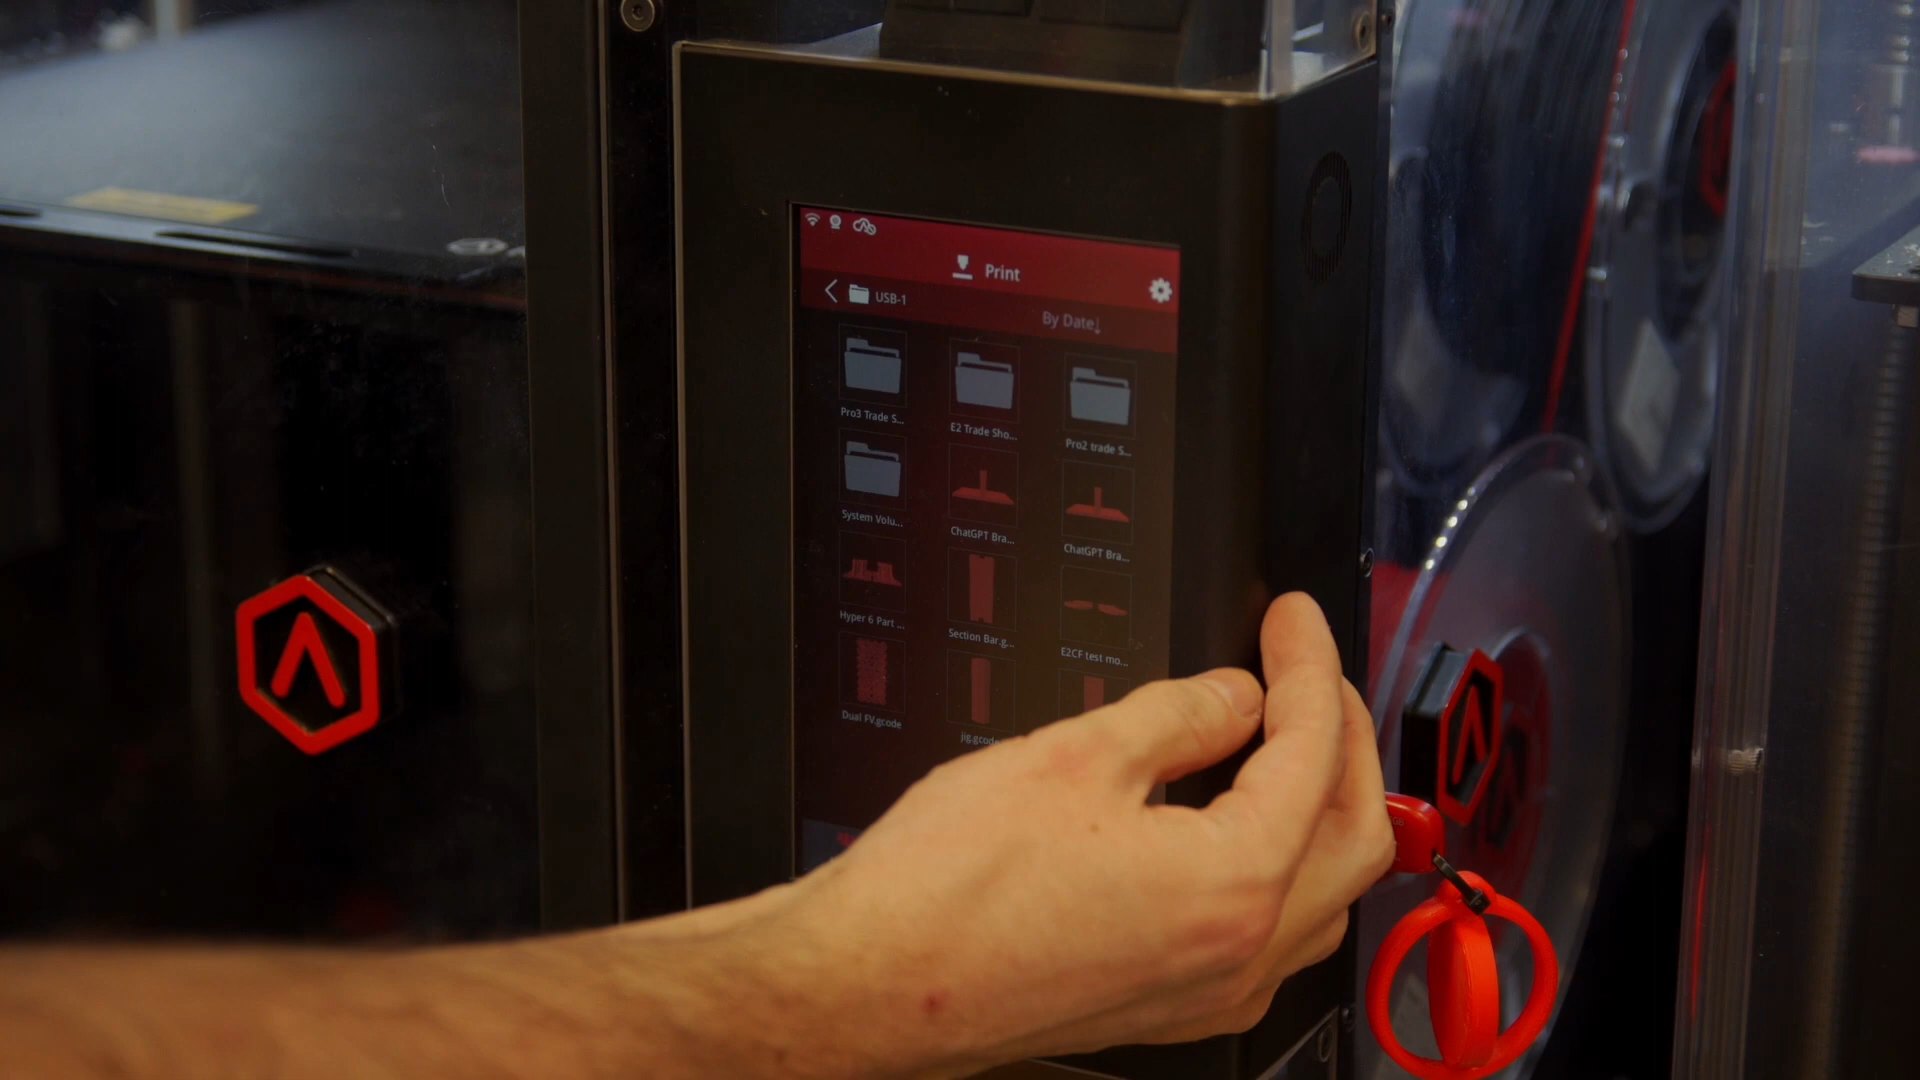 Print
USB-1
By Date↓
Pro3 Trade S...
E2 Trade Sho...
Pro2 trade S...
System Volu...
ChatGPT Bra...
ChatGPT Bra...
Hyper 6 Part ...
Section Bar.g...
E2CF test mo...
Dual FV.gcode
jig.gcode